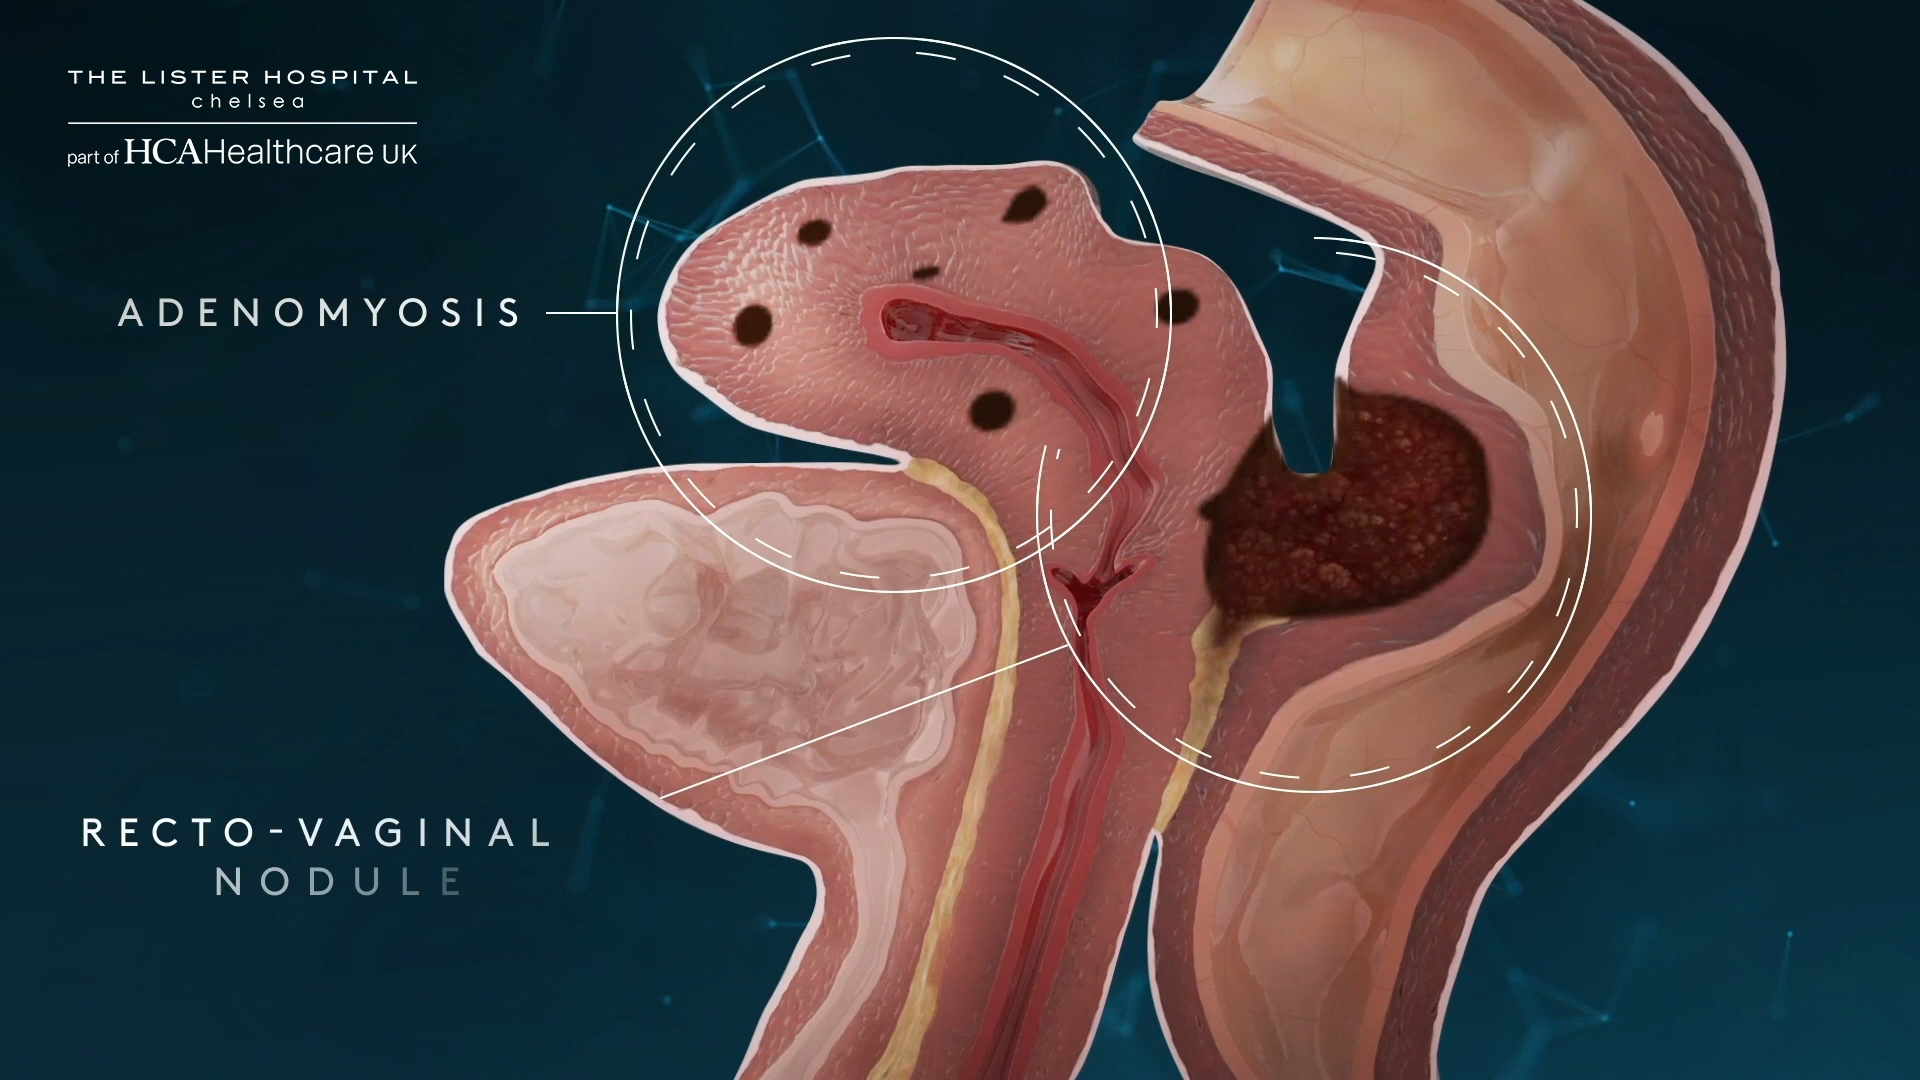 THE LISTER HOSPITAL
chelsea
part of HCAHealthcare UK
ADENOMYOSIS
RECTO-VAGINAL
NODULE